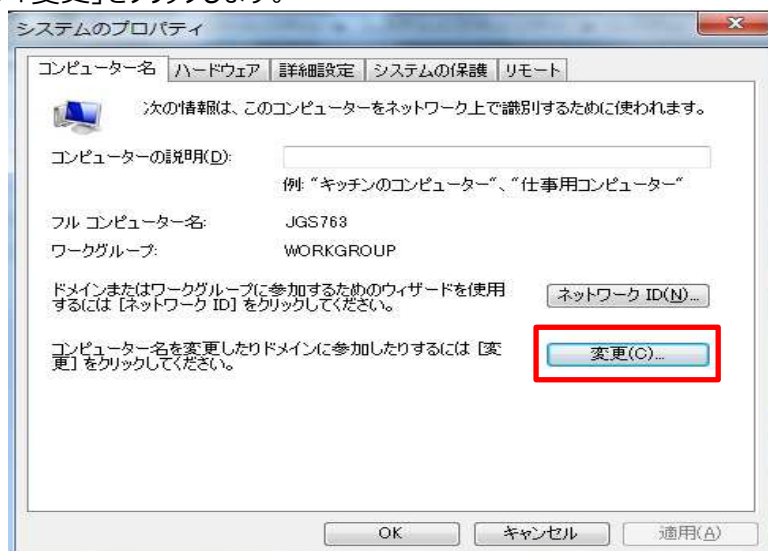 「変更」をクリックします。
システムのプロパティ
コンピューター名 ハードウェア 詳細設定 システムの保護 リモート
次の情報は、このコンピューターをネットワーク上で識別するために使われます。
コンピューターの説明(D):
例: "キッチンのコンピューター"、"仕事用コンピューター"
フル コンピューター名: JGS763
ワークグループ: WORKGROUP
ドメインまたはワークグループに参加するためのウィザードを使用
するには [ネットワーク ID] をクリックしてください。
ネットワーク ID(N)...
コンピューター名を変更したりドメインに参加したりするには [変
更] をクリックしてください。
変更(C)...
OK キャンセル 適用(A)